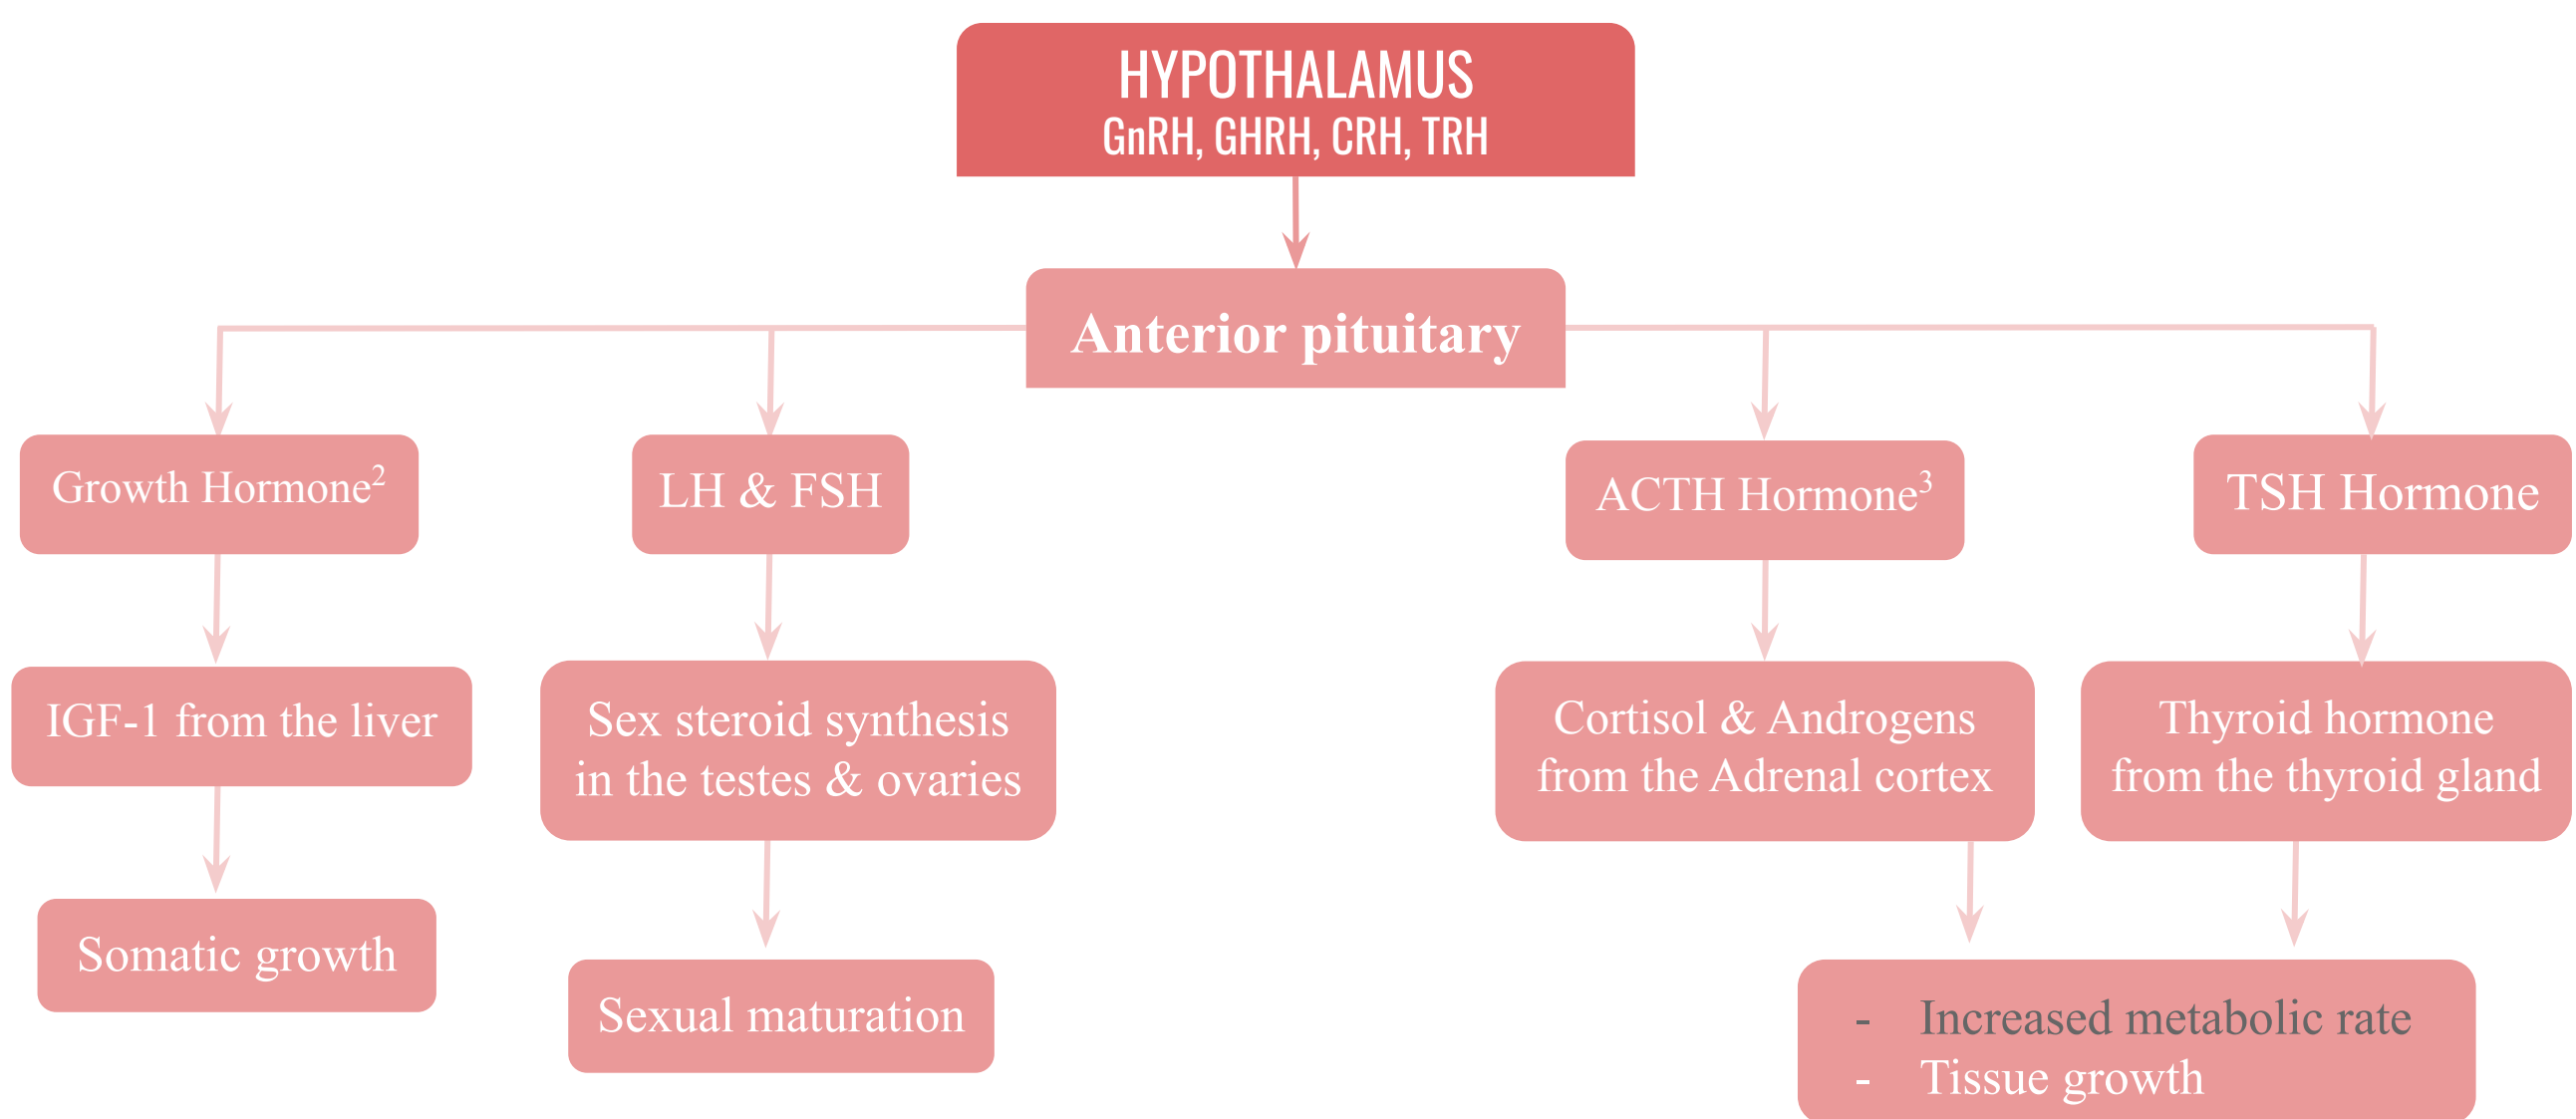 HYPOTHALAMUS
GnRH, GHRH, CRH, TRH
Anterior pituitary
Growth Hormone²
LH & FSH
ACTH Hormone³
TSH Hormone
IGF-1 from the liver
Sex steroid synthesis
in the testes & ovaries
Cortisol & Androgens
from the Adrenal cortex
Thyroid hormone
from the thyroid gland
Somatic growth
Sexual maturation
- Increased metabolic rate
- Tissue growth